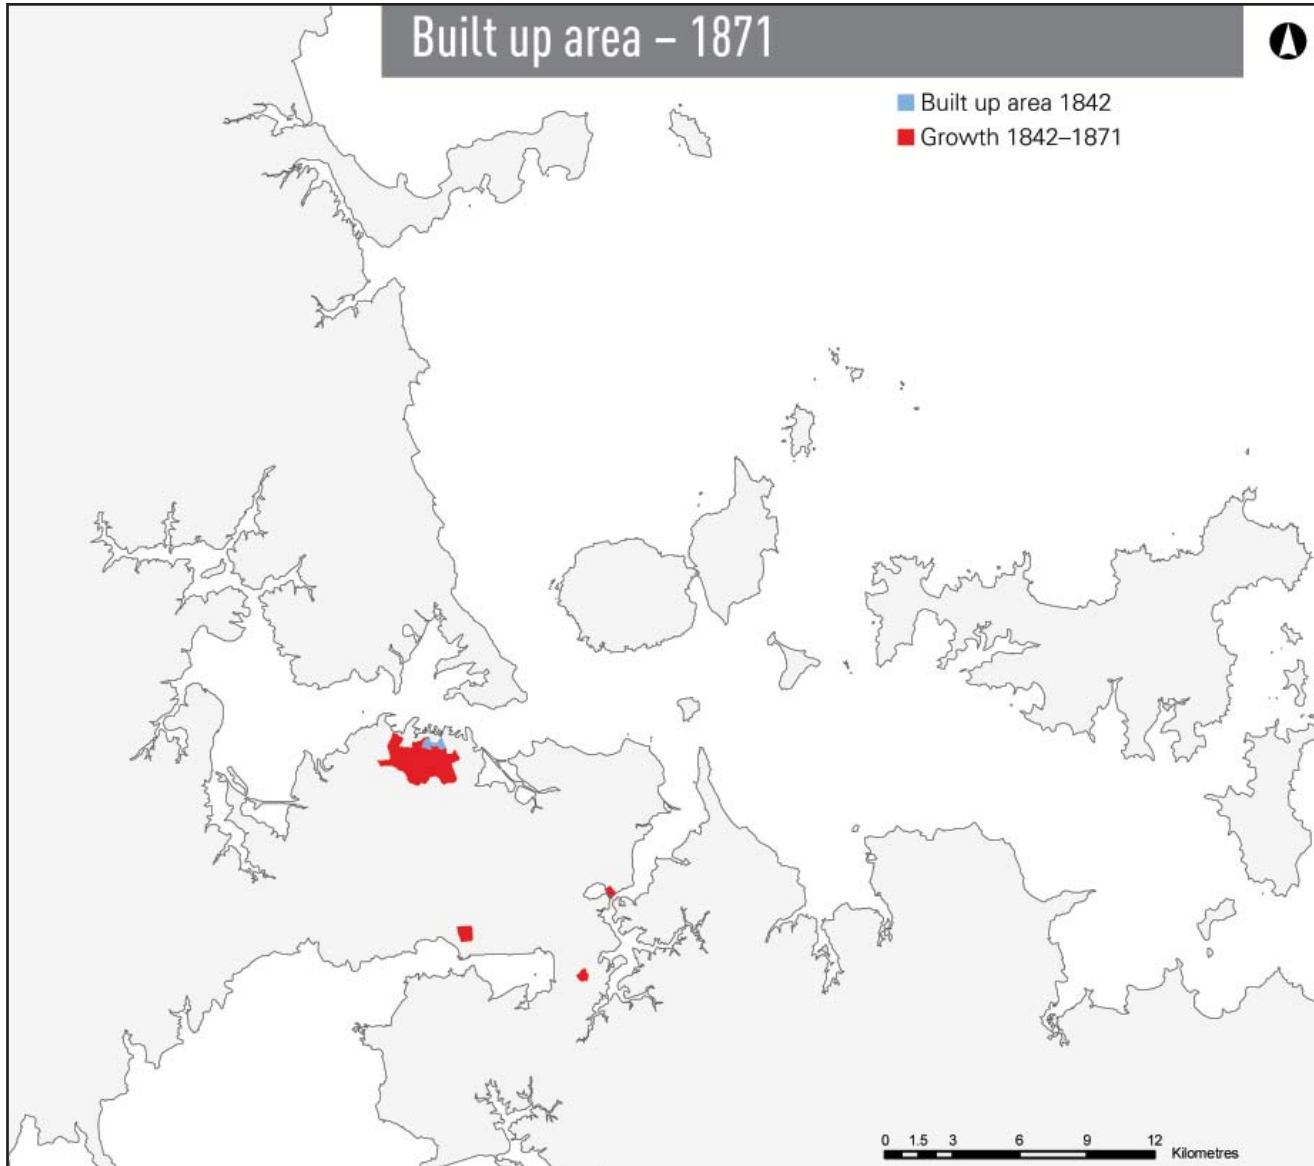 Built up area – 1871
Built up area 1842
Growth 1842–1871
0 1.5 3 6 9 12
Kilometres